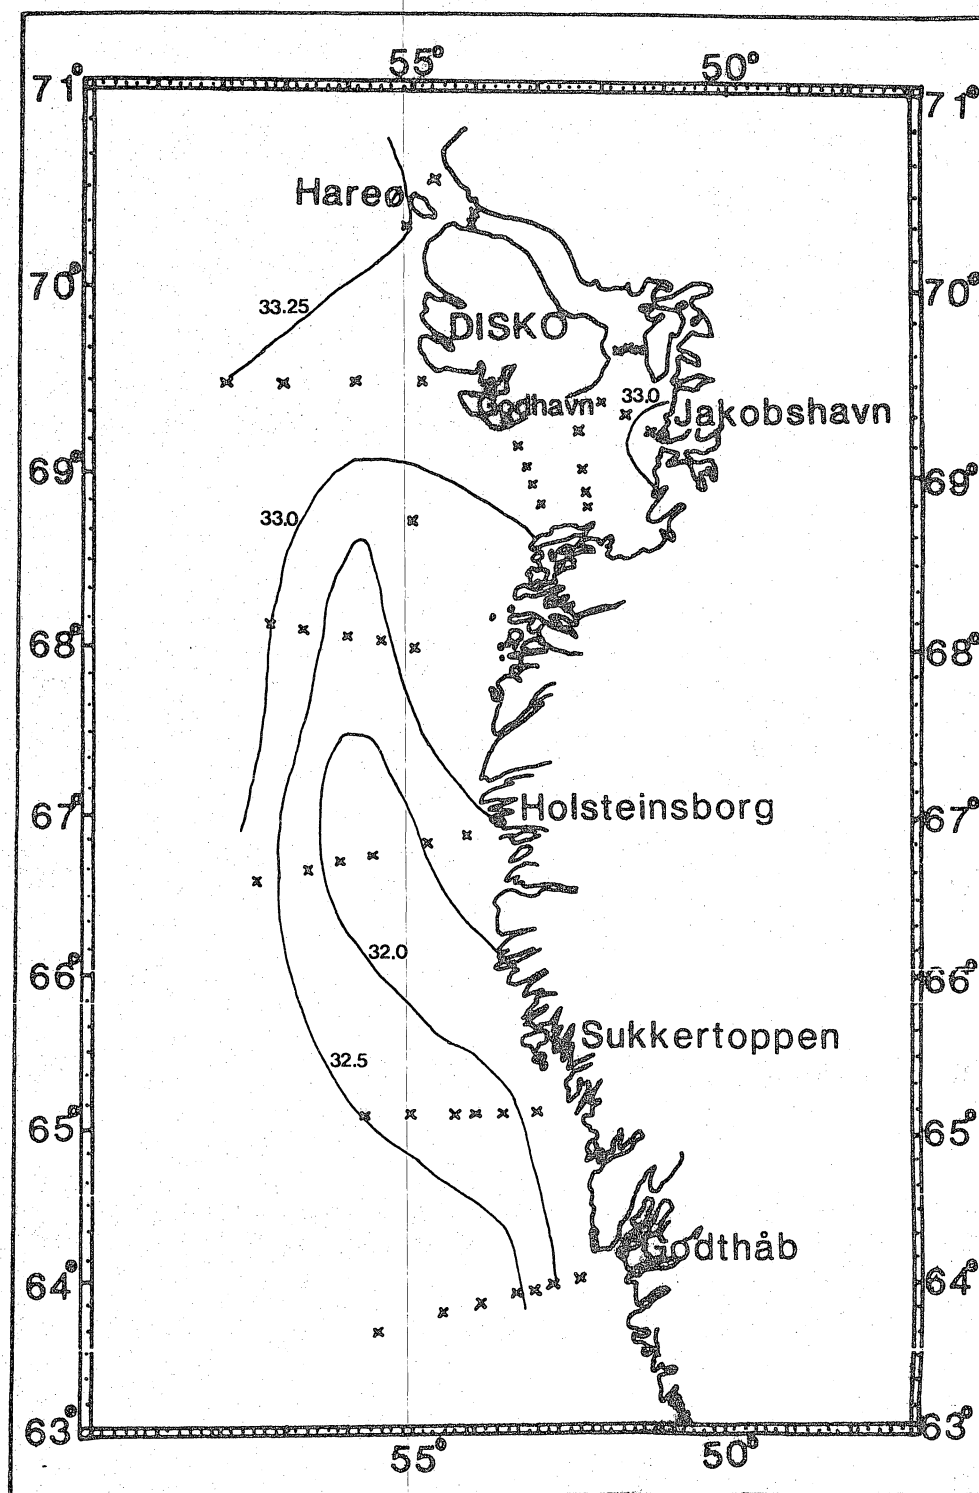 55° 50°
71° 71°
Hareø
70° 70°
33.25
DISKO
33.0
Godhavn Jakobshavn
69° 69°
33.0
68° 68°
67° Holsteinsborg 67°
32.0
66° 66°
Sukkertoppen
32.5
65° 65°
Godthåb
64° 64°
63° 63°
55° 50°